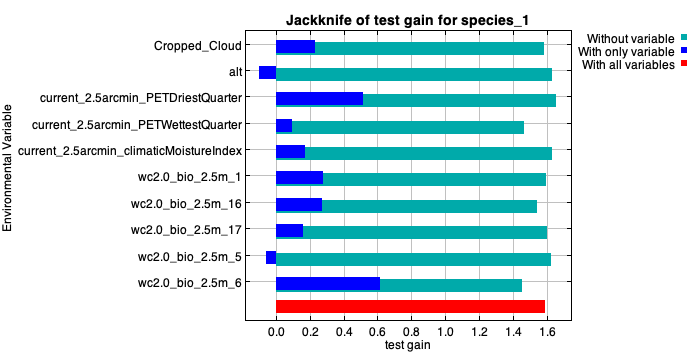 Jackknife of test gain for species_1
Without variable
With only variable
With all variables
Environmental Variable
Cropped_Cloud
alt
current_2.5arcmin_PETDriestQuarter
current_2.5arcmin_PETWettestQuarter
current_2.5arcmin_climaticMoistureIndex
wc2.0_bio_2.5m_1
wc2.0_bio_2.5m_16
wc2.0_bio_2.5m_17
wc2.0_bio_2.5m_5
wc2.0_bio_2.5m_6
0.0 0.2 0.4 0.6 0.8 1.0 1.2 1.4 1.6
test gain